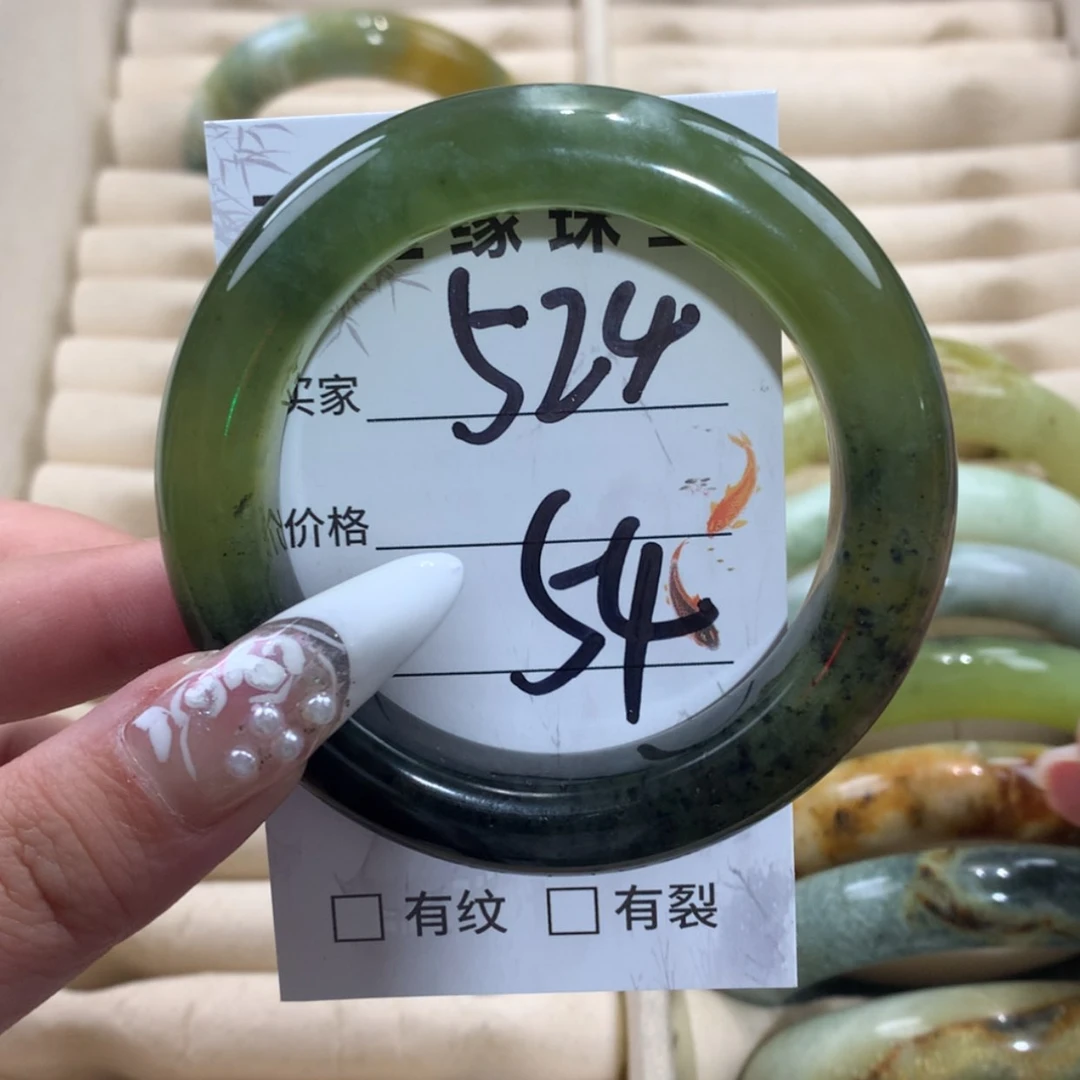 缘珠
买家 524
价格
54
有纹 有裂